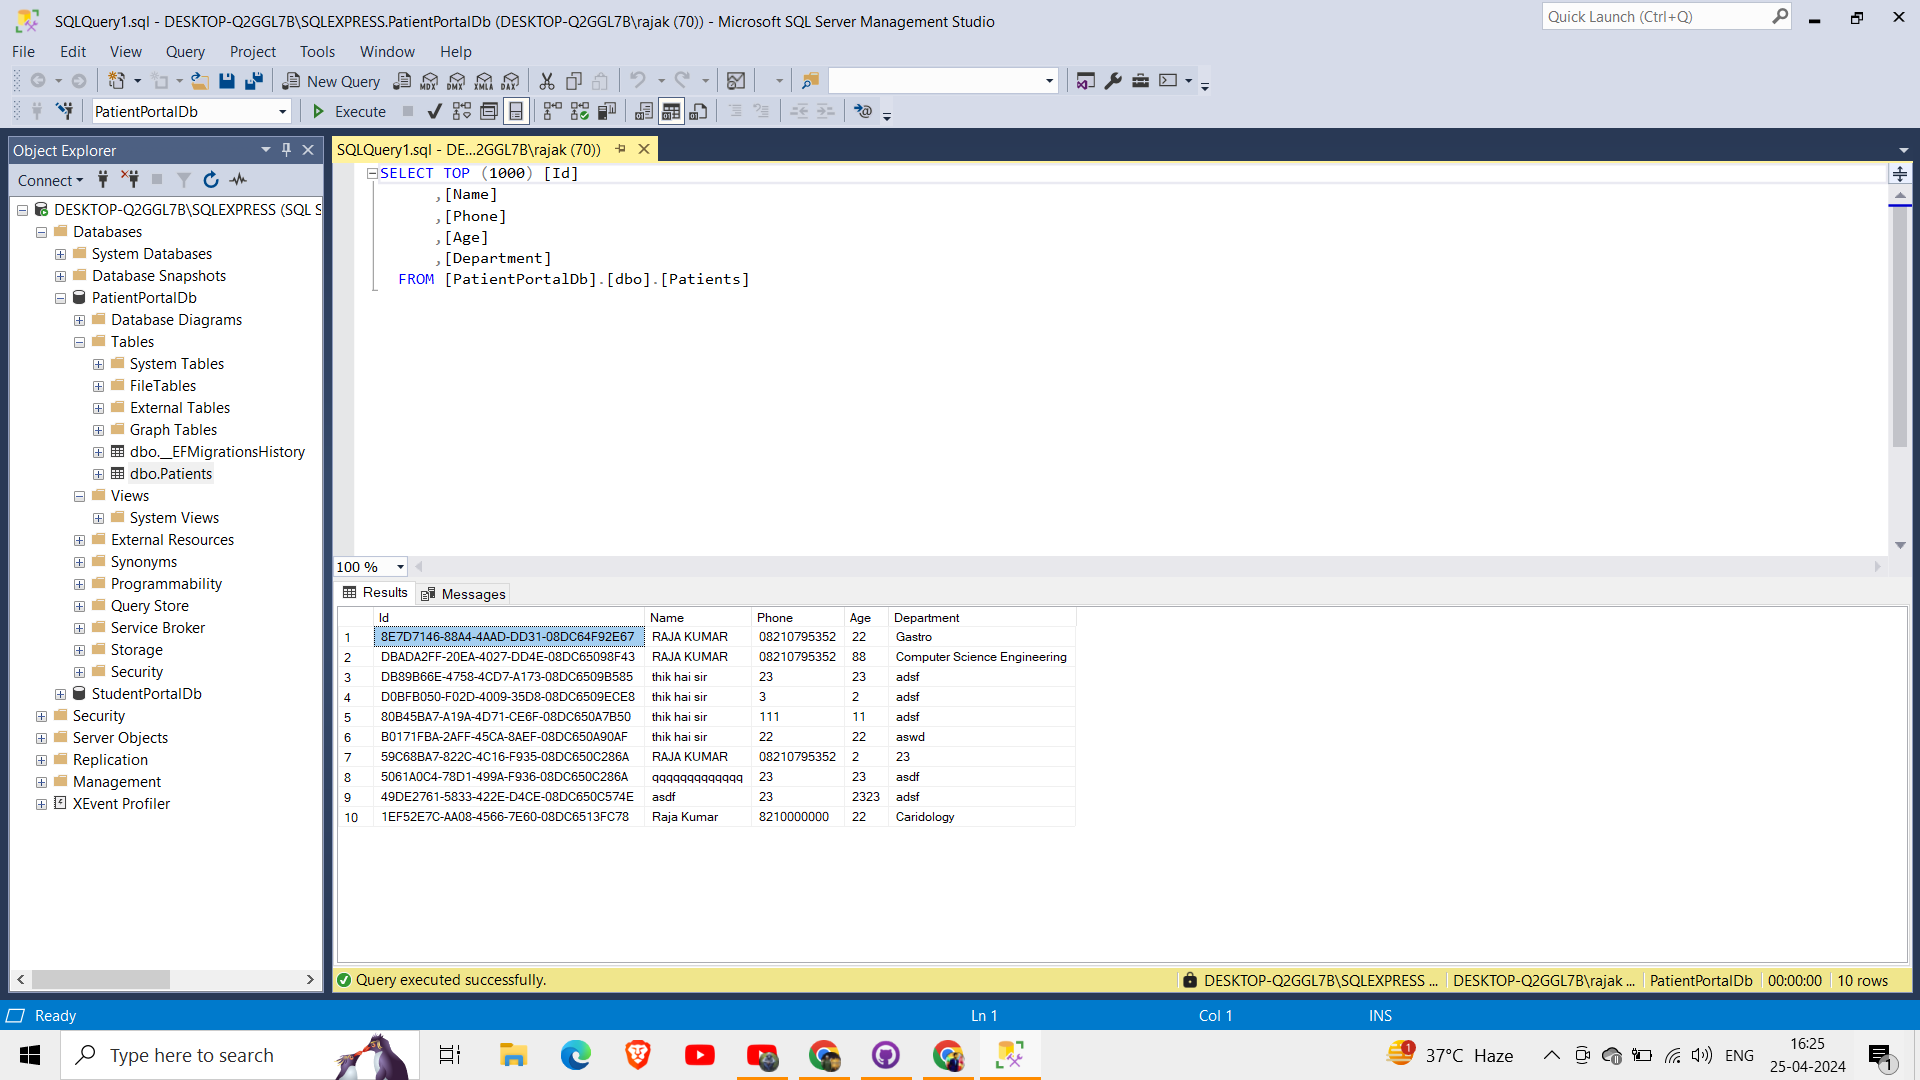 SQLQuery1.sql - DESKTOP-Q2GGL7B\SQLEXPRESS.PatientPortalDb (DESKTOP-Q2GGL7B\rajak (70)) - Microsoft SQL Server Management Studio
Quick Launch (Ctrl+Q)
File Edit View Query Project Tools Window Help
New Query MDX DMX XMLA DAX
PatientPortalDb Execute
Object Explorer
SQLQuery1.sql - DE...2GGL7B\rajak (70))
Connect
DESKTOP-Q2GGL7B\SQLEXPRESS (SQL S
Databases
System Databases
Database Snapshots
PatientPortalDb
Database Diagrams
Tables
System Tables
FileTables
External Tables
Graph Tables
dbo.__EFMigrationsHistory
dbo.Patients
Views
System Views
External Resources
Synonyms
Programmability
Query Store
Service Broker
Storage
Security
StudentPortalDb
Security
Server Objects
Replication
Management
XEvent Profiler
SELECT TOP (1000) [Id]
,[Name]
,[Phone]
,[Age]
,[Department]
FROM [PatientPortalDb].[dbo].[Patients]
100 %
Results Messages
Id Name Phone Age Department
1 8E7D7146-88A4-4AAD-DD31-08DC64F92E67 RAJA KUMAR 08210795352 22 Gastro
2 DBADA2FF-20EA-4027-DD4E-08DC65098F43 RAJA KUMAR 08210795352 88 Computer Science Engineering
3 DB89B66E-4758-4CD7-A173-08DC6509B585 thik hai sir 23 23 adsf
4 D0BFB050-F02D-4009-35D8-08DC6509ECE8 thik hai sir 3 2 adsf
5 80B45BA7-A19A-4D71-CE6F-08DC650A7B50 thik hai sir 111 11 adsf
6 B0171FBA-2AFF-45CA-8AEF-08DC650A90AF thik hai sir 22 22 aswd
7 59C68BA7-822C-4C16-F935-08DC650C286A RAJA KUMAR 08210795352 2 23
8 5061A0C4-78D1-499A-F936-08DC650C286A qqqqqqqqqqqqq 23 23 asdf
9 49DE2761-5833-422E-D4CE-08DC650C574E asdf 23 2323 adsf
10 1EF52E7C-AA08-4566-7E60-08DC6513FC78 Raja Kumar 8210000000 22 Caridology
Query executed successfully. DESKTOP-Q2GGL7B\SQLEXPRESS ... DESKTOP-Q2GGL7B\rajak ... PatientPortalDb 00:00:00 10 rows
Ready Ln 1 Col 1 INS
Type here to search
1 37°C Haze ENG 16:25
25-04-2024 1